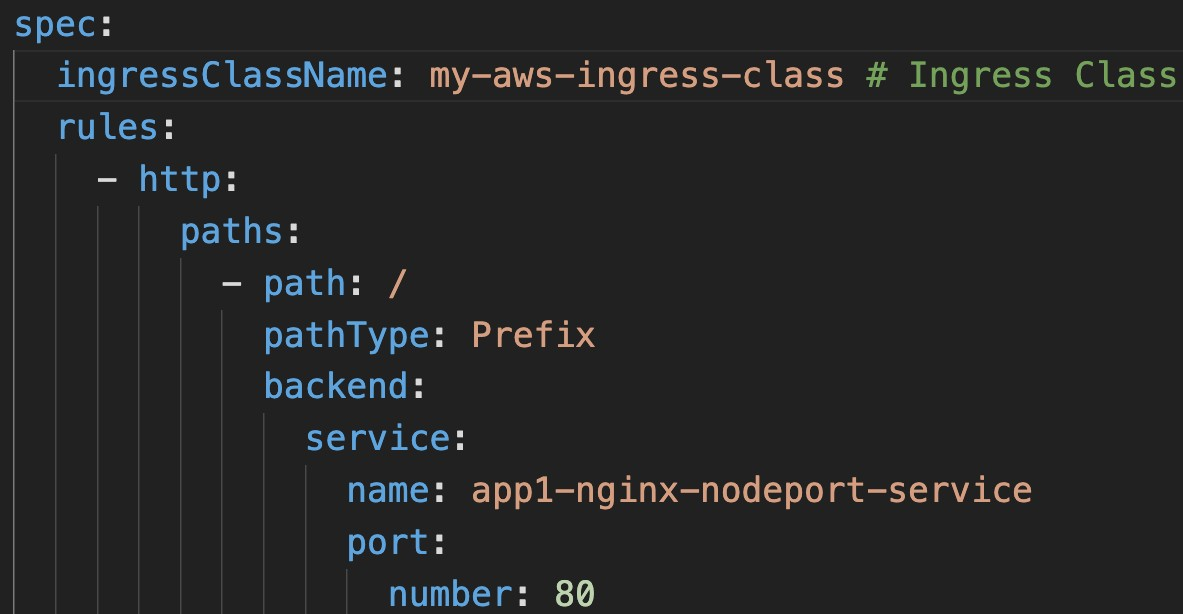 spec:
  ingressClassName: my-aws-ingress-class # Ingress Class
  rules:
    - http:
        paths:
          - path: /
            pathType: Prefix
            backend:
              service:
                name: app1-nginx-nodeport-service
                port:
                  number: 80